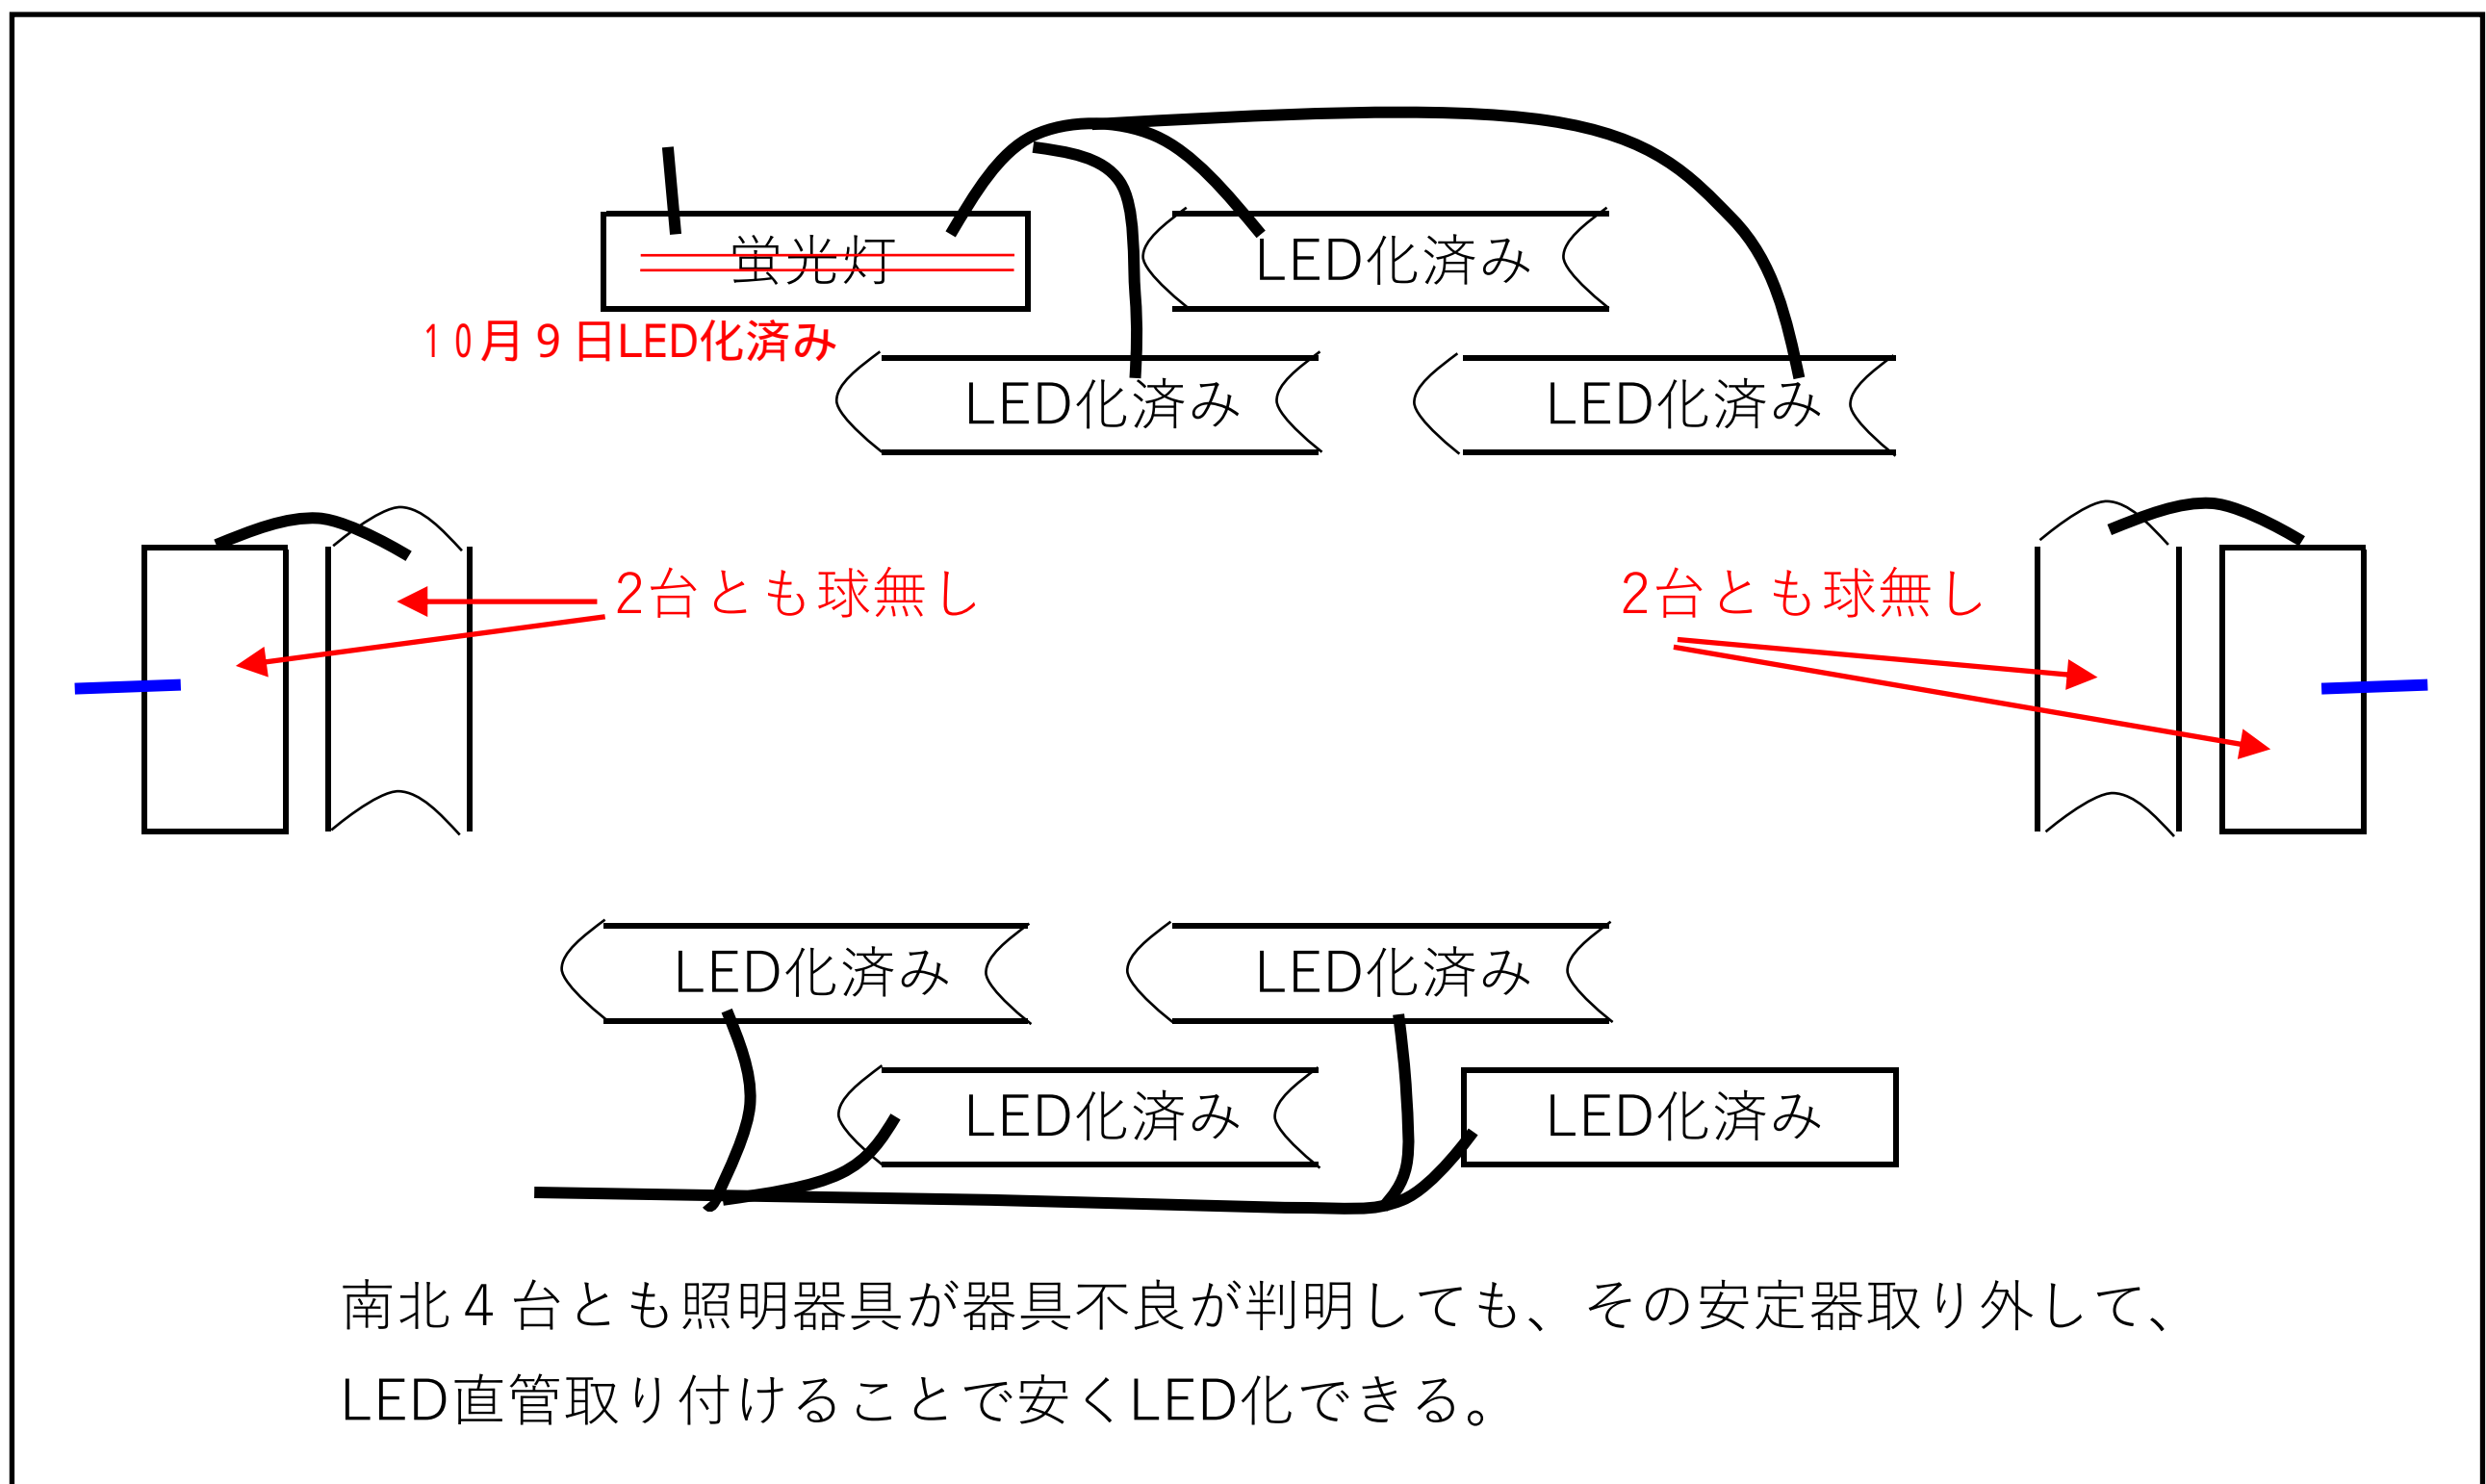 蛍光灯
LED化済み
10月9日LED化済み
LED化済み
LED化済み
2台とも球無し
2台とも球無し
LED化済み
LED化済み
LED化済み
LED化済み
南北4台とも照明器具が器具不良が判明しても、その安定器取り外して、
LED直管取り付けることで安くLED化できる。